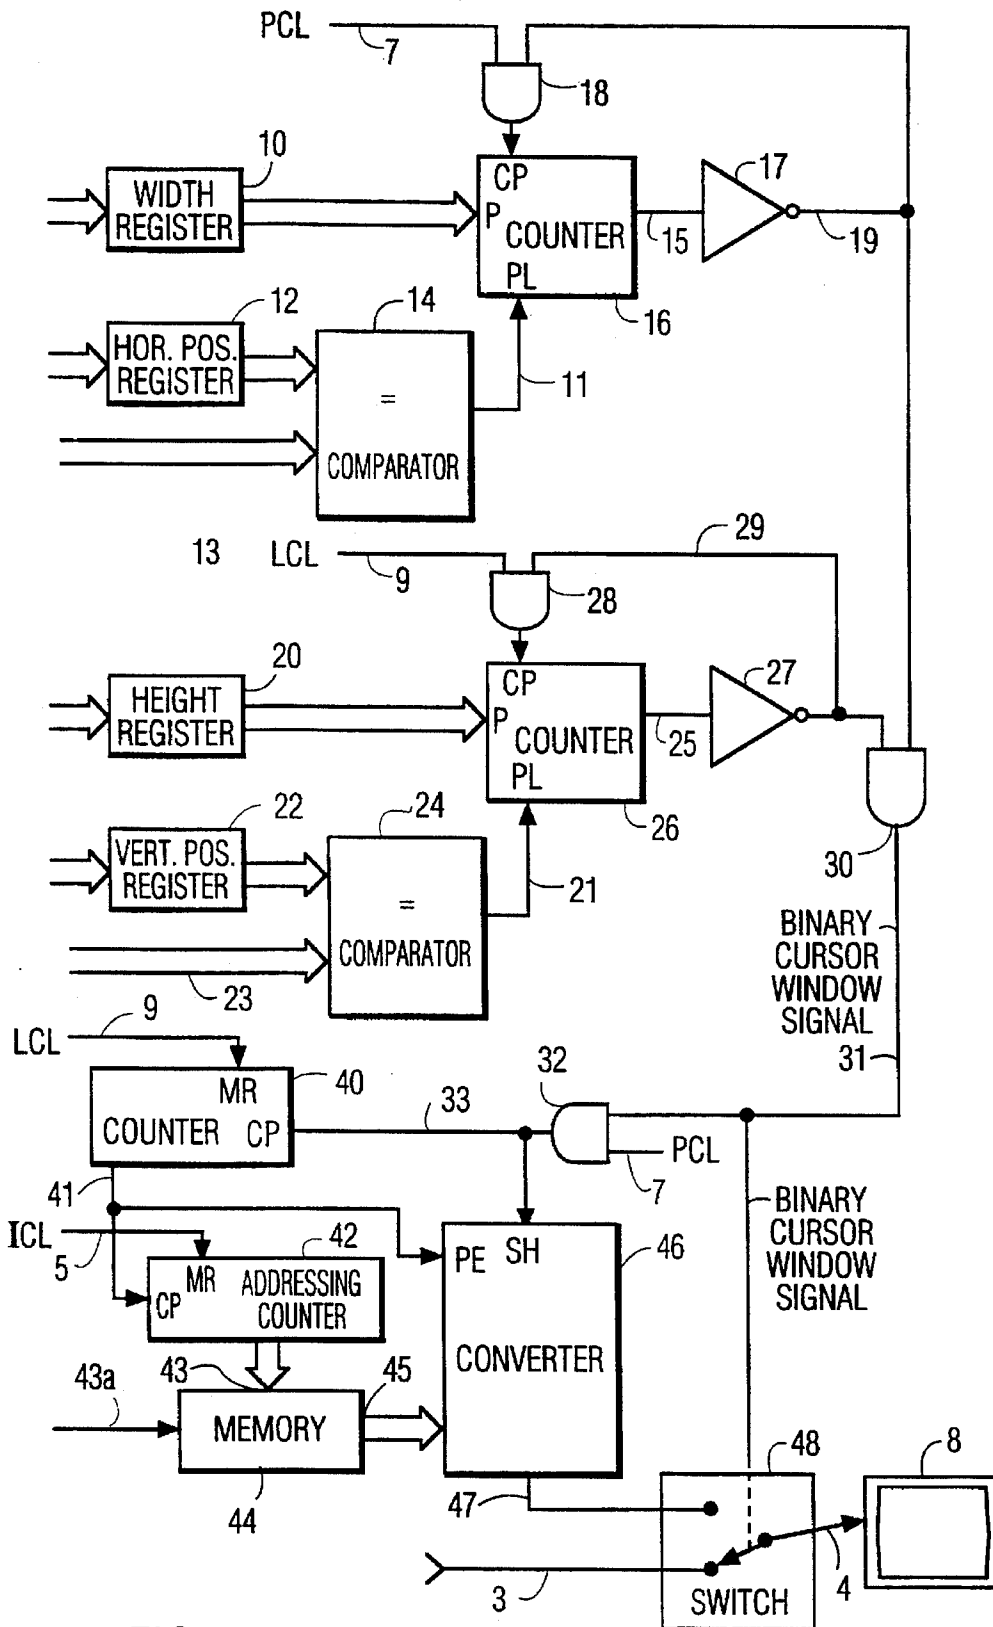 PCL
7
18
10
WIDTH
REGISTER
CP
P
COUNTER
PL
15
17
19
16
12
HOR. POS.
REGISTER
14
=
COMPARATOR
11
13
LCL
9
28
29
20
HEIGHT
REGISTER
CP
P
COUNTER
PL
25
27
26
30
22
VERT. POS.
REGISTER
24
=
COMPARATOR
21
23
BINARY
CURSOR
WINDOW
SIGNAL
31
LCL
9
MR
COUNTER CP
40
33
32
PCL
7
41
ICL
5
42
MR
CP
ADDRESSING
COUNTER
PE
SH
46
CONVERTER
BINARY
CURSOR
WINDOW
SIGNAL
43a
43
MEMORY
45
44
47
48
8
3
SWITCH
4